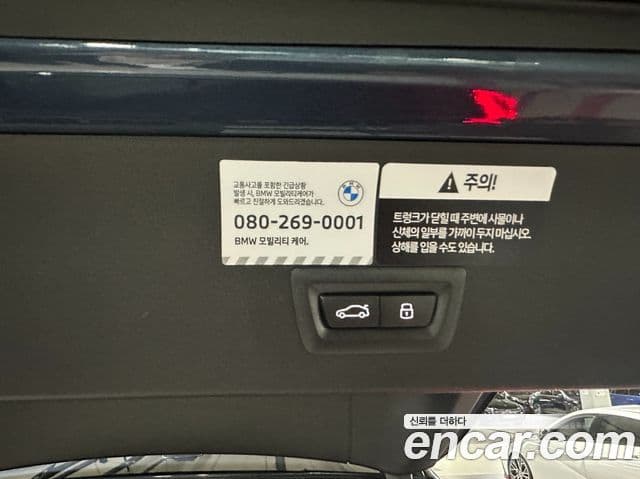 교통사고를 포함한 긴급상황
발생 시, BMW 모빌리티케어가
빠르고 친절하게 도와드리겠습니다.
080-269-0001
BMW 모빌리티 케어.
주의!
트렁크가 닫힐 때 주변에 사물이나
신체의 일부를 가까이 두지 마십시오.
상해를 입을 수도 있습니다.
신뢰를 더하다
encar.com